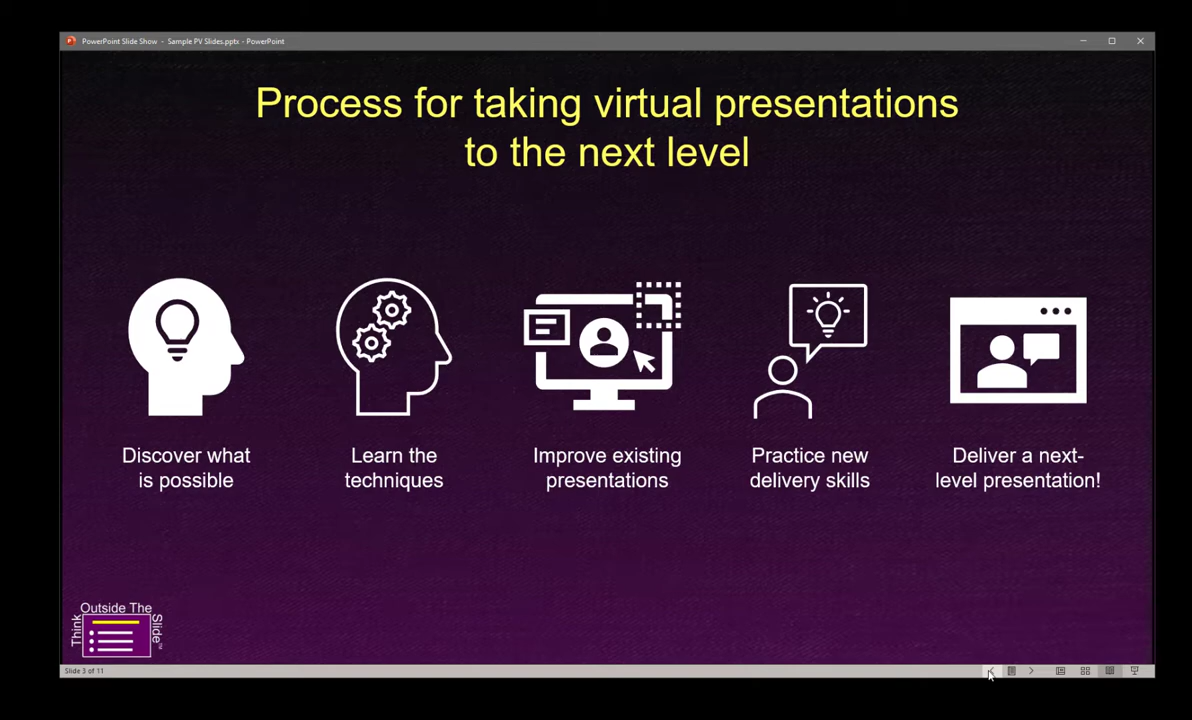 PowerPoint Slide Show - Sample PV Slides.pptx - PowerPoint
Process for taking virtual presentations
to the next level
Discover what
is possible
Learn the
techniques
Improve existing
presentations
Practice new
delivery skills
Deliver a next-
level presentation!
Think
Outside The
Slide™
Slide 3 of 11